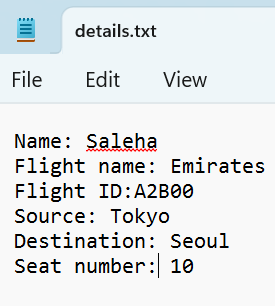 details.txt
File Edit View
Name: Saleha
Flight name: Emirates
Flight ID:A2B00
Source: Tokyo
Destination: Seoul
Seat number: 10